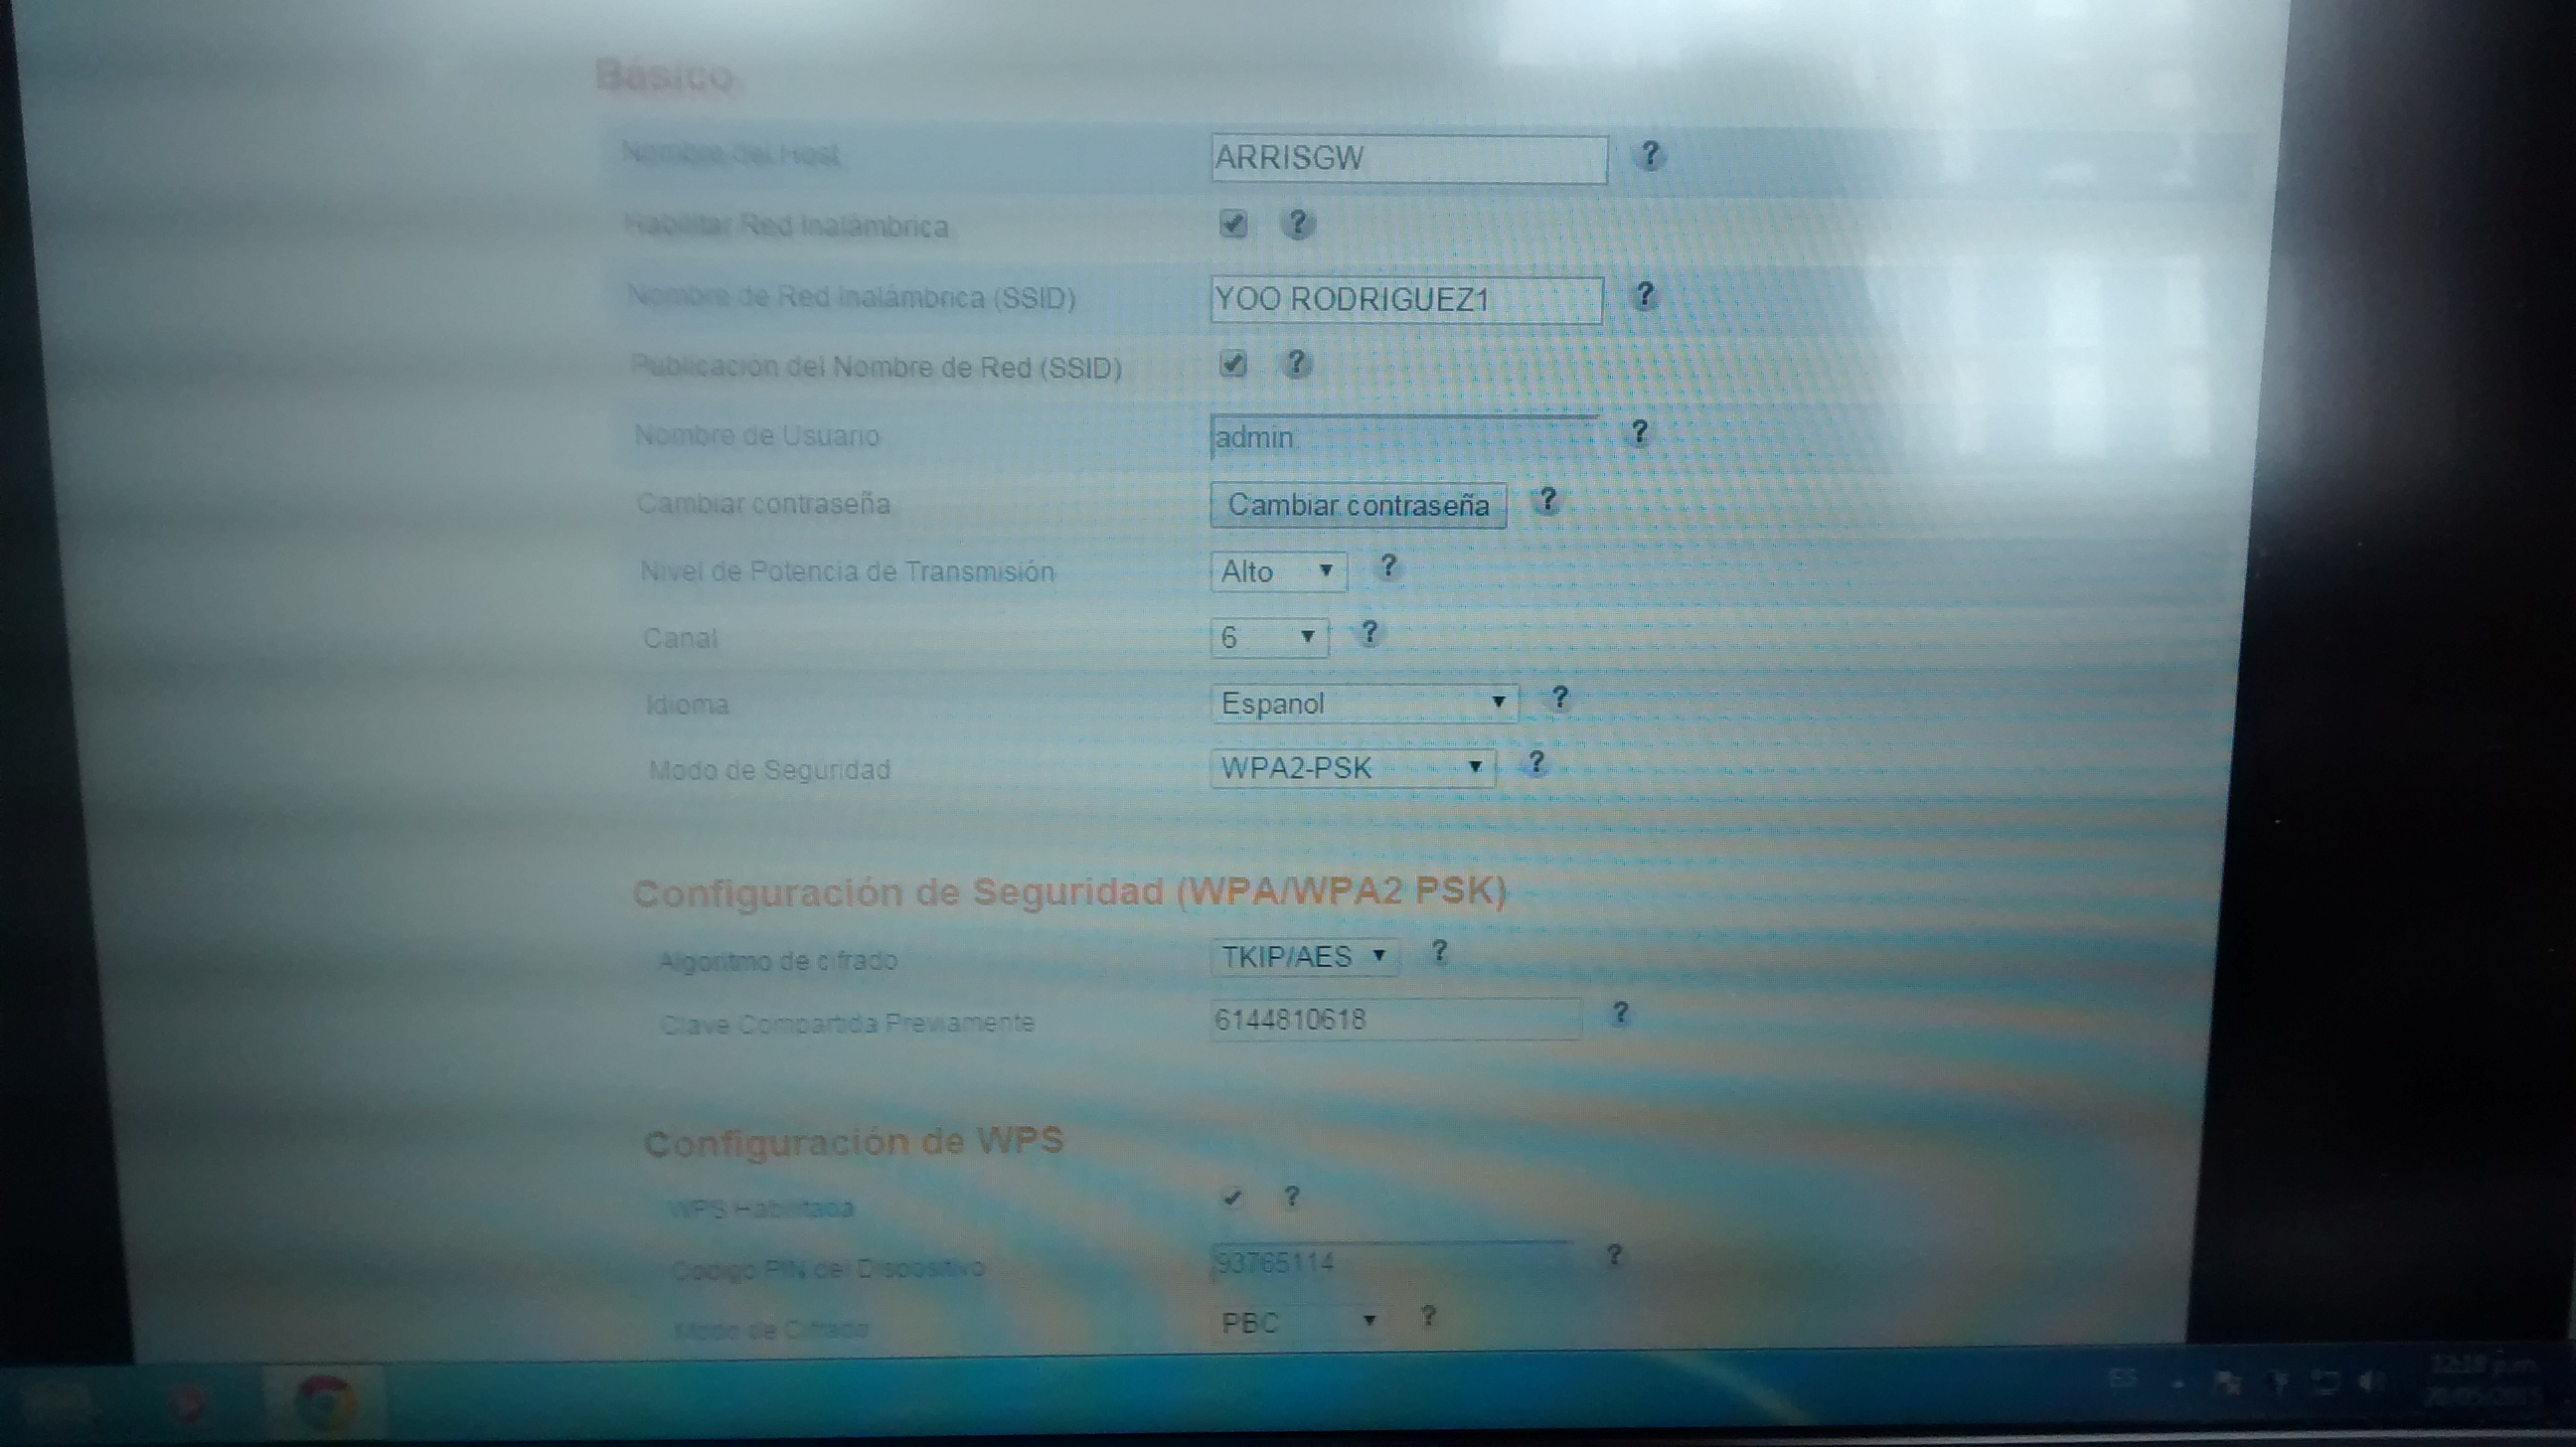 Básico
Nombre del Host ARRISGW ?
Habilitar Red Inalámbrica ?
Nombre de Red Inalámbrica (SSID) YOO RODRIGUEZ1 ?
Publicación del Nombre de Red (SSID) ?
Nombre de Usuario admin ?
Cambiar contraseña Cambiar contraseña ?
Nivel de Potencia de Transmisión Alto ?
Canal 6 ?
Idioma Espanol ?
Modo de Seguridad WPA2-PSK ?
Configuración de Seguridad (WPA/WPA2 PSK)
Algoritmo de cifrado TKIP/AES ?
Clave Compartida Previamente 6144810618 ?
Configuración de WPS
WPS Habilitada ?
Codigo PIN del Dispositivo 93765114 ?
Modo de Cifrado PBC ?
ES 12:18 p.m.